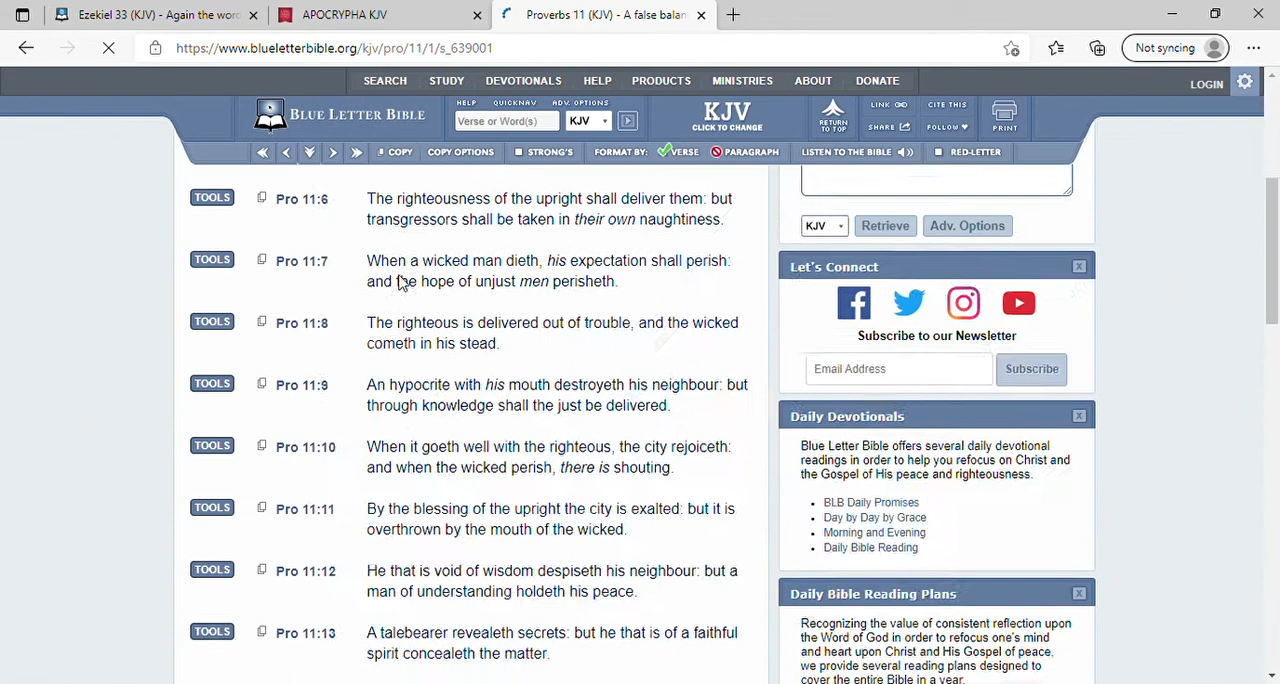 Ezekiel 33 (KJV) - Again the wor
APOCRYPHA KJV
Proverbs 11 (KJV) - A false balan
https://www.blueletterbible.org/kjv/pro/11/1/s_639001
Not syncing
SEARCH STUDY DEVOTIONALS HELP PRODUCTS MINISTRIES ABOUT DONATE
LOGIN
BLUE LETTER BIBLE
HELP QUICKNAV ADV. OPTIONS
Verse or Word(s) KJV
KJV
CLICK TO CHANGE
RETURN
TO TOP
LINK CITE THIS
SHARE FOLLOW
PRINT
COPY COPY OPTIONS STRONG'S FORMAT BY: VERSE PARAGRAPH LISTEN TO THE BIBLE RED-LETTER
TOOLS Pro 11:6 The righteousness of the upright shall deliver them: but
transgressors shall be taken in their own naughtiness.
TOOLS Pro 11:7 When a wicked man dieth, his expectation shall perish:
and the hope of unjust men perisheth.
TOOLS Pro 11:8 The righteous is delivered out of trouble, and the wicked
cometh in his stead.
TOOLS Pro 11:9 An hypocrite with his mouth destroyeth his neighbour: but
through knowledge shall the just be delivered.
TOOLS Pro 11:10 When it goeth well with the righteous, the city rejoiceth:
and when the wicked perish, there is shouting.
TOOLS Pro 11:11 By the blessing of the upright the city is exalted: but it is
overthrown by the mouth of the wicked.
TOOLS Pro 11:12 He that is void of wisdom despiseth his neighbour: but a
man of understanding holdeth his peace.
TOOLS Pro 11:13 A talebearer revealeth secrets: but he that is of a faithful
spirit concealeth the matter.
KJV Retrieve Adv. Options
Let's Connect
Subscribe to our Newsletter
Email Address Subscribe
Daily Devotionals
Blue Letter Bible offers several daily devotional
readings in order to help you refocus on Christ and
the Gospel of His peace and righteousness.
BLB Daily Promises
Day by Day by Grace
Morning and Evening
Daily Bible Reading
Daily Bible Reading Plans
Recognizing the value of consistent reflection upon
the Word of God in order to refocus one's mind
and heart upon Christ and His Gospel of peace,
we provide several reading plans designed to
cover the entire Bible in a year.